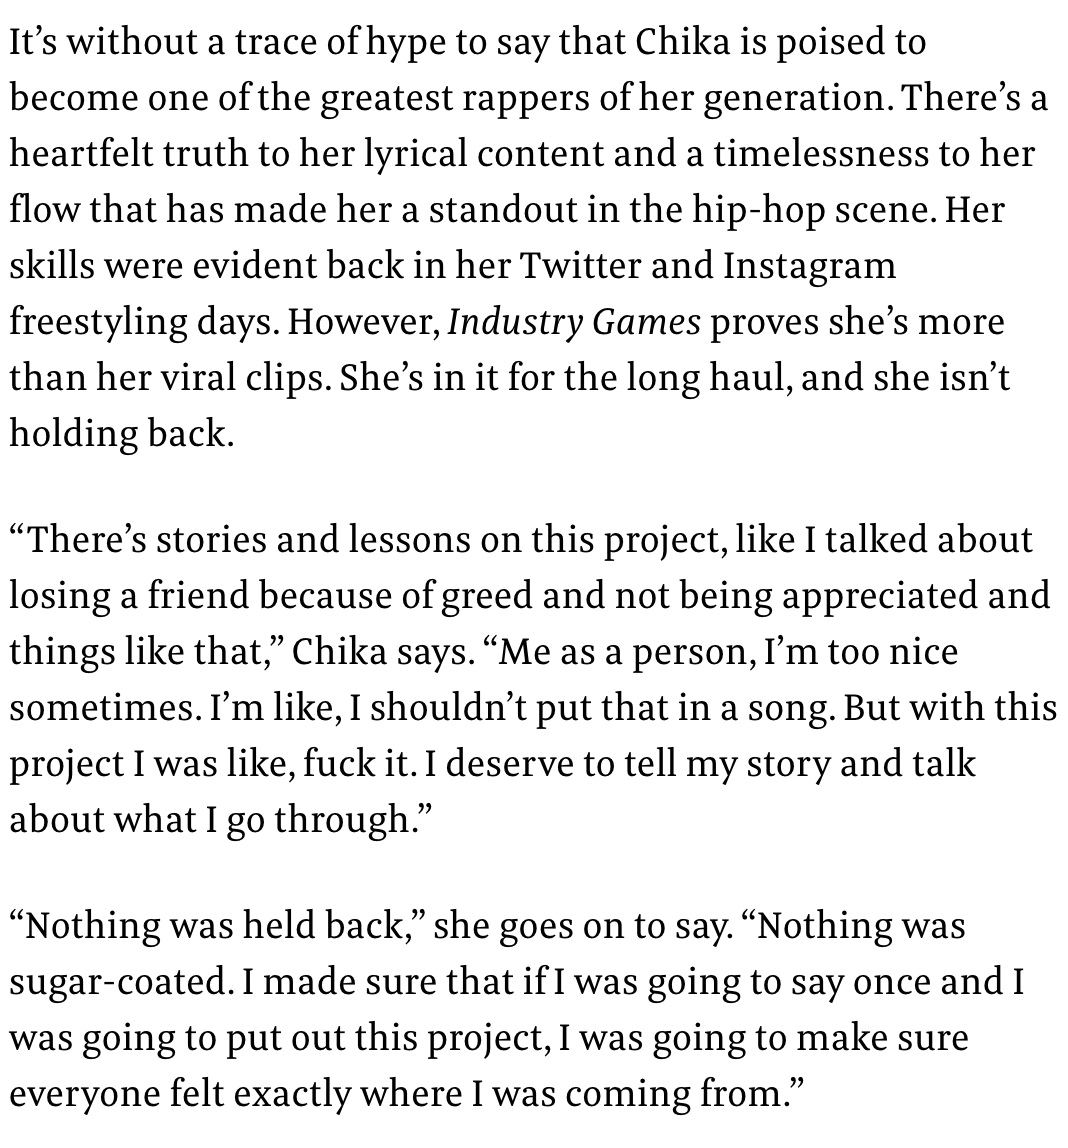 It’s without a trace of hype to say that Chika is poised to
become one of the greatest rappers of her generation. There’s a
heartfelt truth to her lyrical content and a timelessness to her
flow that has made her a standout in the hip-hop scene. Her
skills were evident back in her Twitter and Instagram
freestyling days. However, Industry Games proves she’s more
than her viral clips. She’s in it for the long haul, and she isn’t
holding back.
“There’s stories and lessons on this project, like I talked about
losing a friend because of greed and not being appreciated and
things like that,” Chika says. “Me as a person, I’m too nice
sometimes. I’m like, I shouldn’t put that in a song. But with this
project I was like, fuck it. I deserve to tell my story and talk
about what I go through.”
“Nothing was held back,” she goes on to say. “Nothing was
sugar-coated. I made sure that if I was going to say once and I
was going to put out this project, I was going to make sure
everyone felt exactly where I was coming from.”